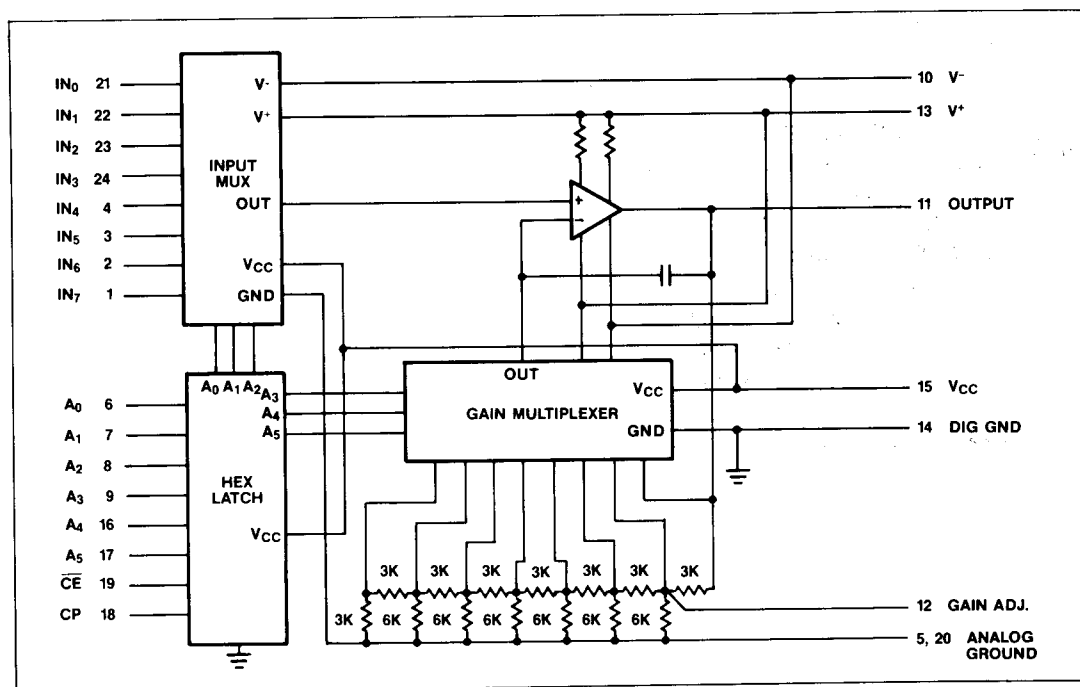 IN0 21
IN1 22
IN2 23
IN3 24
IN4 4
IN5 3
IN6 2
IN7 1
INPUT
MUX
V-
V+
OUT
VCC
GND
10 V-
13 V+
11 OUTPUT
A0 A1 A2
A0 6
A1 7
A2 8
A3 9
A4 16
A5 17
CE 19
CP 18
HEX
LATCH
A3
A4
A5
VCC
OUT
GAIN MULTIPLEXER
VCC
GND
15 VCC
14 DIG GND
3K 3K 3K 3K 3K 3K 3K
3K 6K 6K 6K 6K 6K 6K
12 GAIN ADJ.
5, 20 ANALOG
GROUND